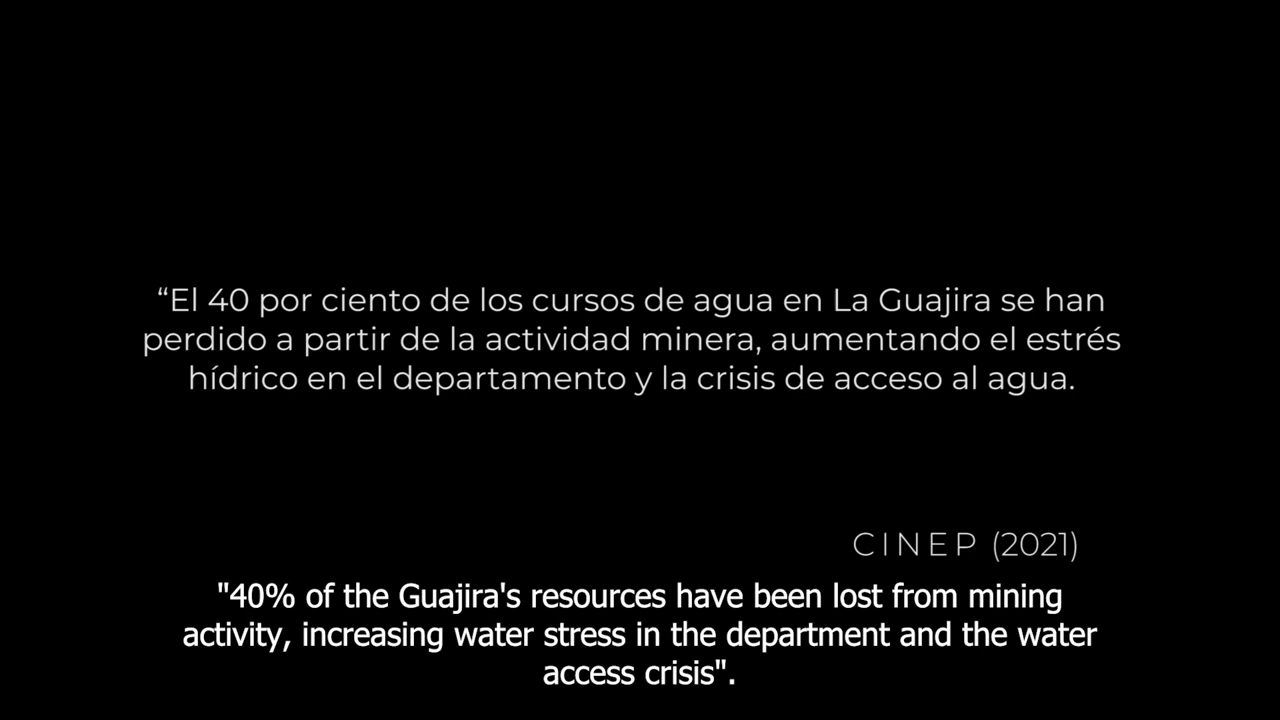 “El 40 por ciento de los cursos de agua en La Guajira se han
perdido a partir de la actividad minera, aumentando el estrés
hídrico en el departamento y la crisis de acceso al agua.
CINEP (2021)
"40% of the Guajira's resources have been lost from mining
activity, increasing water stress in the department and the water
access crisis".